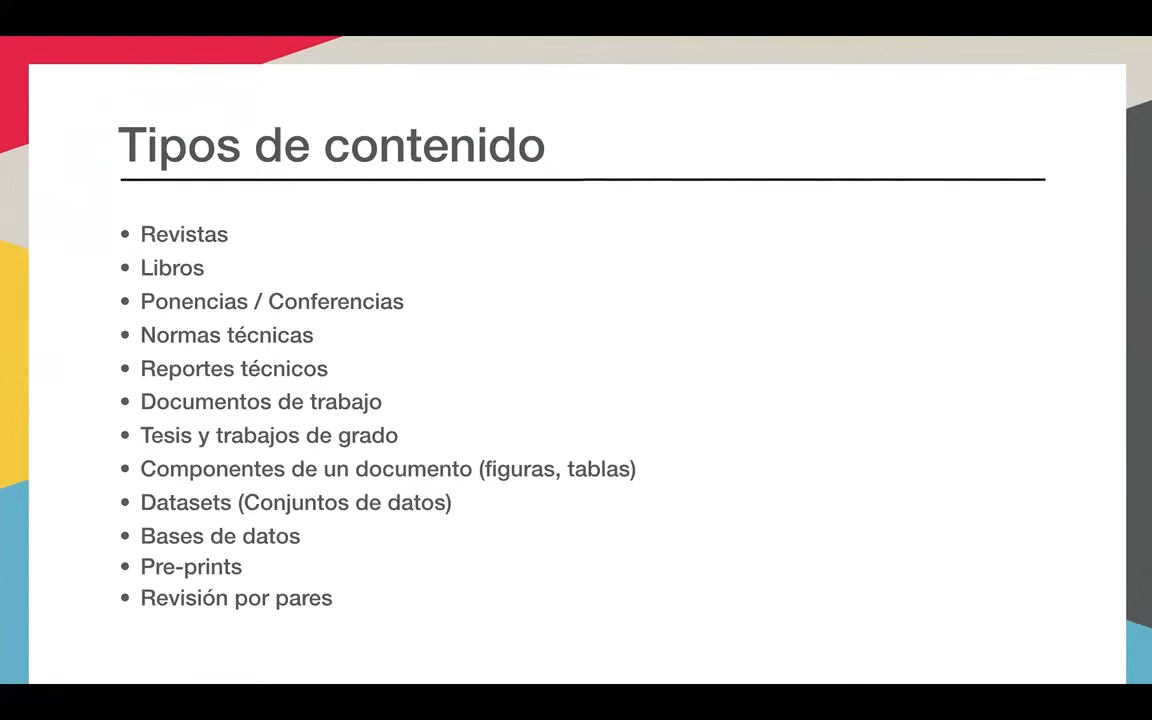 Tipos de contenido
• Revistas
• Libros
• Ponencias / Conferencias
• Normas técnicas
• Reportes técnicos
• Documentos de trabajo
• Tesis y trabajos de grado
• Componentes de un documento (figuras, tablas)
• Datasets (Conjuntos de datos)
• Bases de datos
• Pre-prints
• Revisión por pares